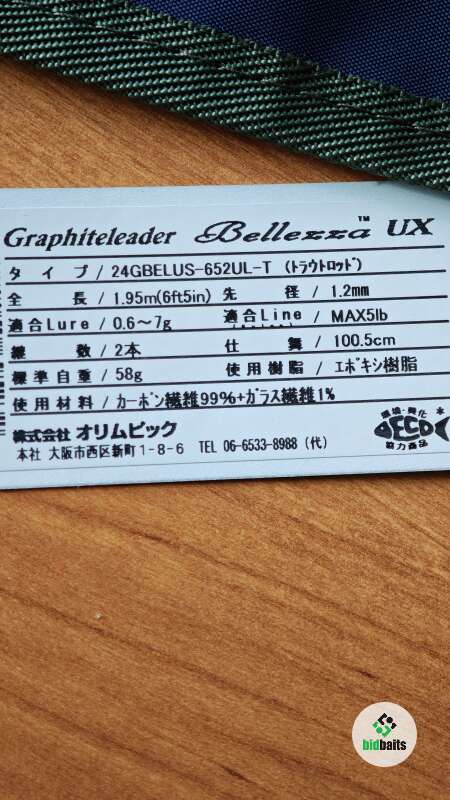 Graphiteleader Bellezza™ UX
タイプ / 24GBELUS-652UL-T (トラウトロッド)
全長 / 1.95m(6ft5in) 先径 / 1.2mm
適合Lure / 0.6～7g 適合Line / MAX5lb
継数 / 2本 仕舞 / 100.5cm
標準自重 / 58g 使用樹脂 / エポキシ樹脂
使用材料 / カーボン繊維99%+ガラス繊維1%
株式会社 オリムピック
本社 大阪市西区新町1-8-6 TEL 06-6533-8988 (代)
ECO
協力商品
bidbaits